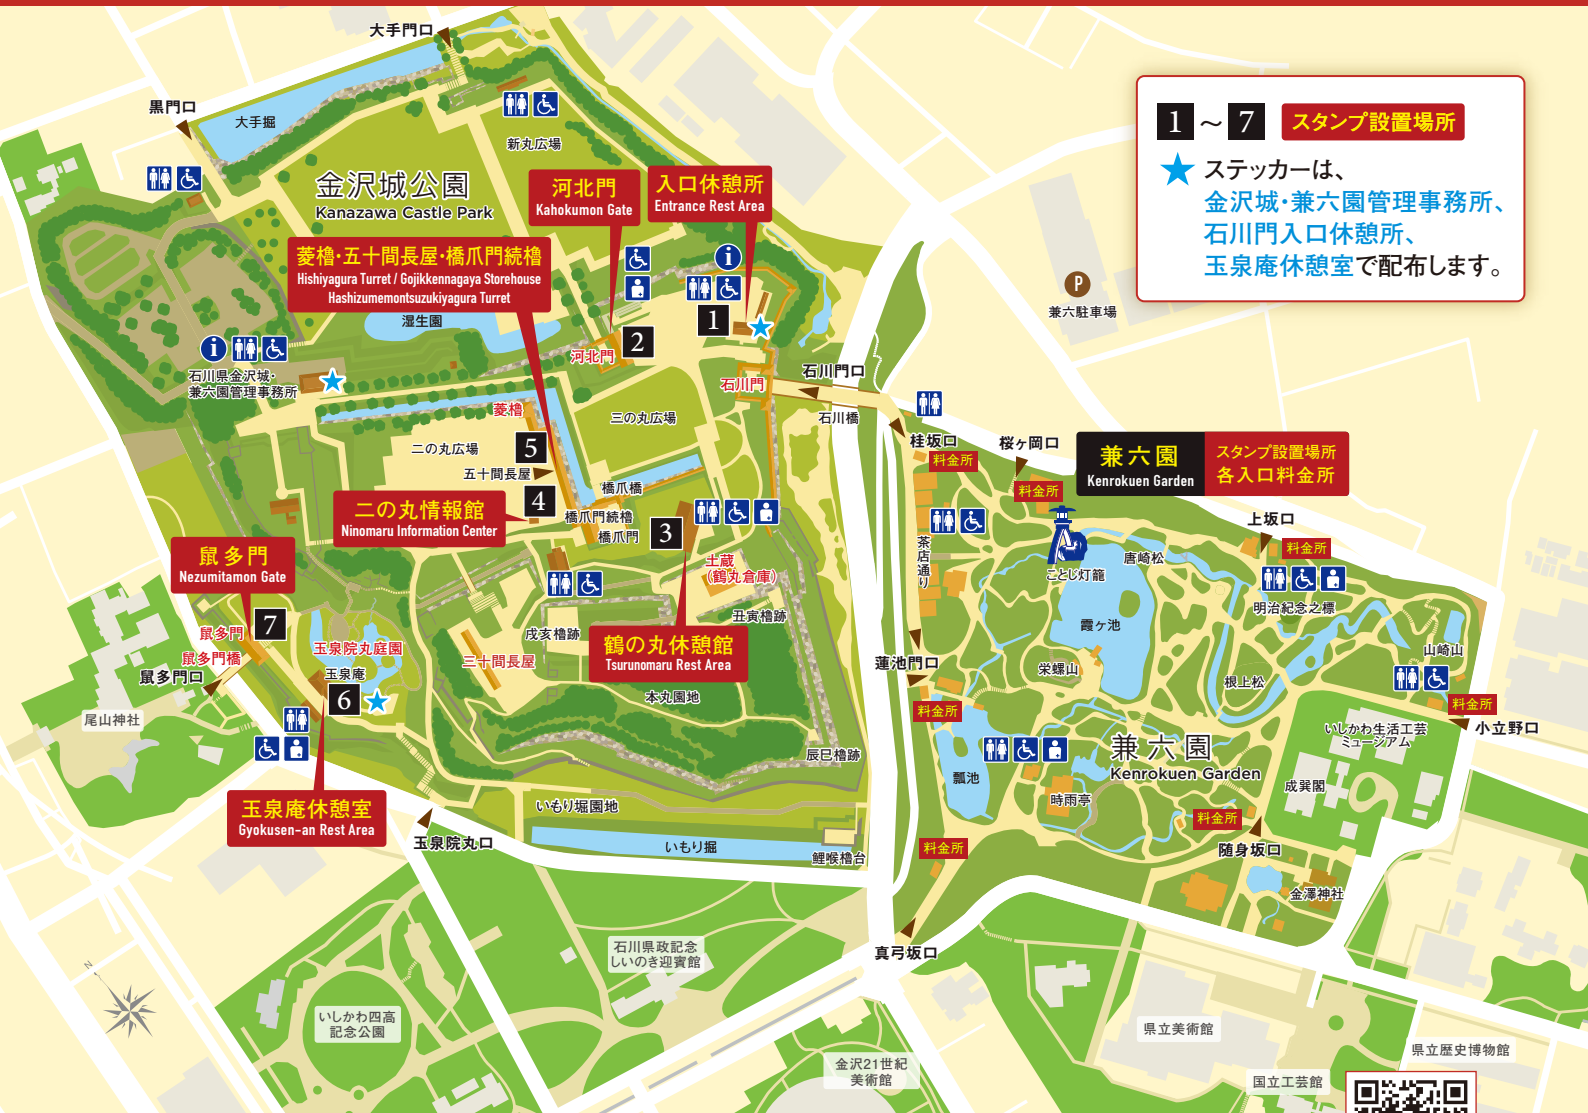 大手門口
黒門口
大手堀
新丸広場
金沢城公園
Kanazawa Castle Park
1 ～ 7 スタンプ設置場所
★ ステッカーは、
金沢城・兼六園管理事務所、
石川門入口休憩所、
玉泉庵休憩室で配布します。
河北門
Kahokumon Gate
入口休憩所
Entrance Rest Area
菱櫓・五十間長屋・橋爪門続櫓
Hishiyagura Turret / Gojikkennagaya Storehouse
Hashizumemontsuzukiyagura Turret
湿生園
i
i
P
兼六駐車場
1
2
河北門
石川県金沢城・
兼六園管理事務所
石川門
石川門口
石川橋
菱櫓
三の丸広場
二の丸広場
5
五十間長屋
4
橋爪橋
橋爪門続櫓
橋爪門
3
二の丸情報館
Ninomaru Information Center
桂坂口
料金所
桜ヶ岡口
料金所
兼六園
Kenrokuen Garden
スタンプ設置場所
各入口料金所
上坂口
料金所
茶店通り
ことじ灯籠
唐崎松
明治紀念之標
霞ヶ池
山崎山
鼠多門
Nezumitamon Gate
7
鼠多門
鼠多門橋
鼠多門口
玉泉院丸庭園
玉泉庵
6
三十間長屋
戌亥櫓跡
土蔵
(鶴丸倉庫)
丑寅櫓跡
鶴の丸休憩館
Tsurunomaru Rest Area
本丸園地
辰巳櫓跡
蓮池門口
料金所
栄螺山
根上松
料金所
小立野口
いしかわ生活工芸
ミュージアム
成巽閣
兼六園
Kenrokuen Garden
瓢池
時雨亭
料金所
随身坂口
金澤神社
尾山神社
玉泉庵休憩室
Gyokusen-an Rest Area
玉泉院丸口
いもり堀園地
いもり堀
鯉喉櫓台
料金所
真弓坂口
石川県政記念
しいのき迎賓館
N
いしかわ四高
記念公園
金沢21世紀
美術館
県立美術館
県立歴史博物館
国立工芸館